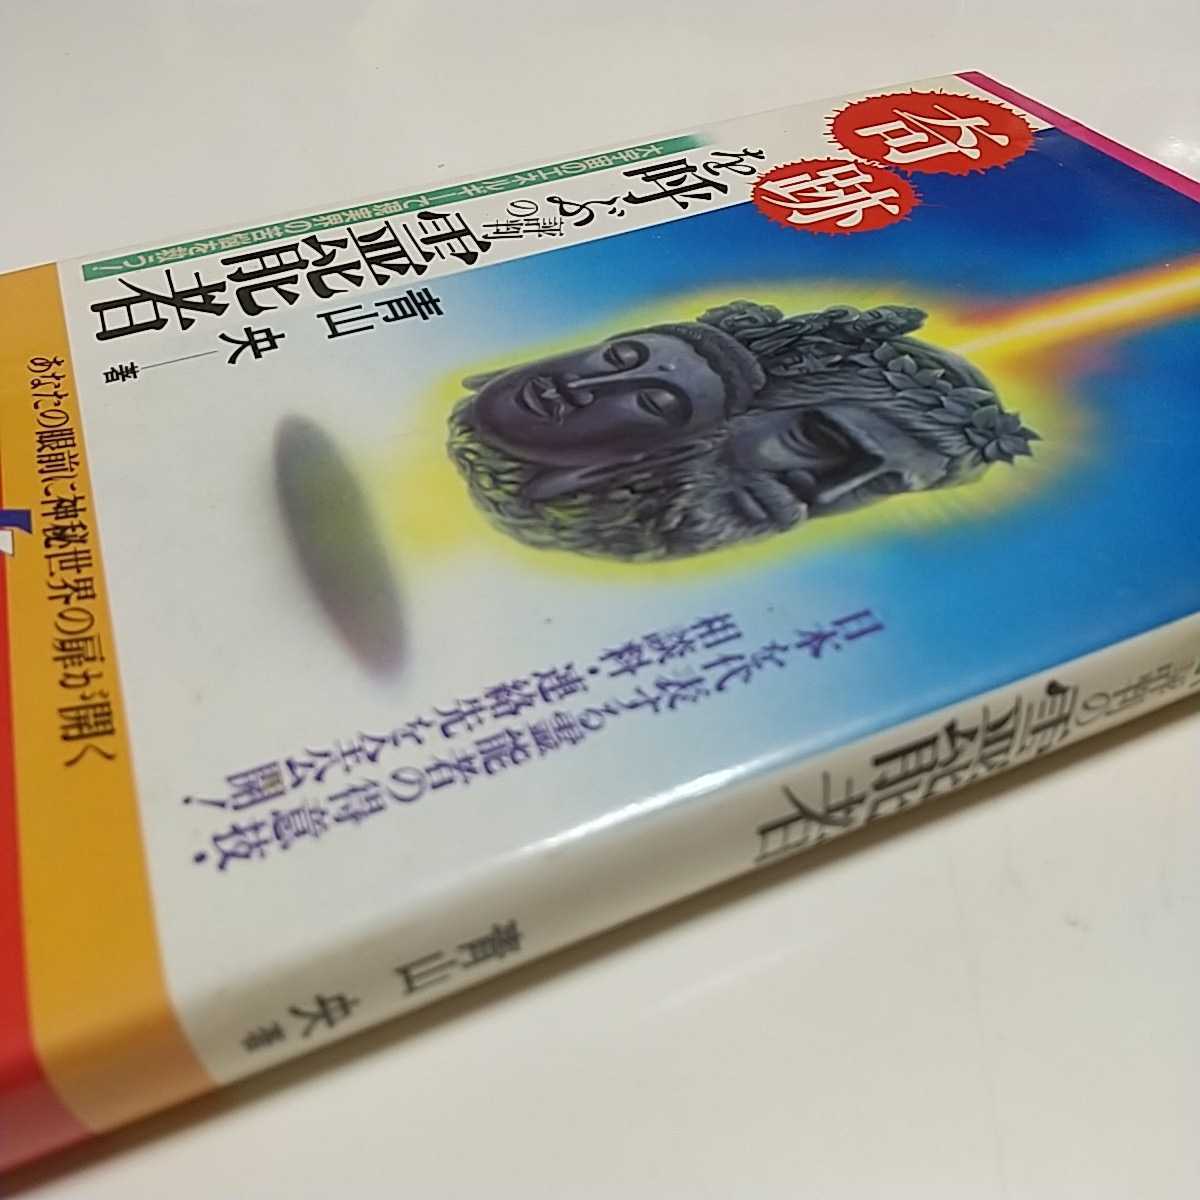 奇跡
を呼ぶ
評判の
霊能者
大宇宙のエネルギーで現実界の苦悩を救う!
青山 央 著
日本を代表する霊能者の得意技・
相談料・連絡先を全公開!
あなたの眼前に神秘世界の扉が開く
評判の霊能者
青山 央 著